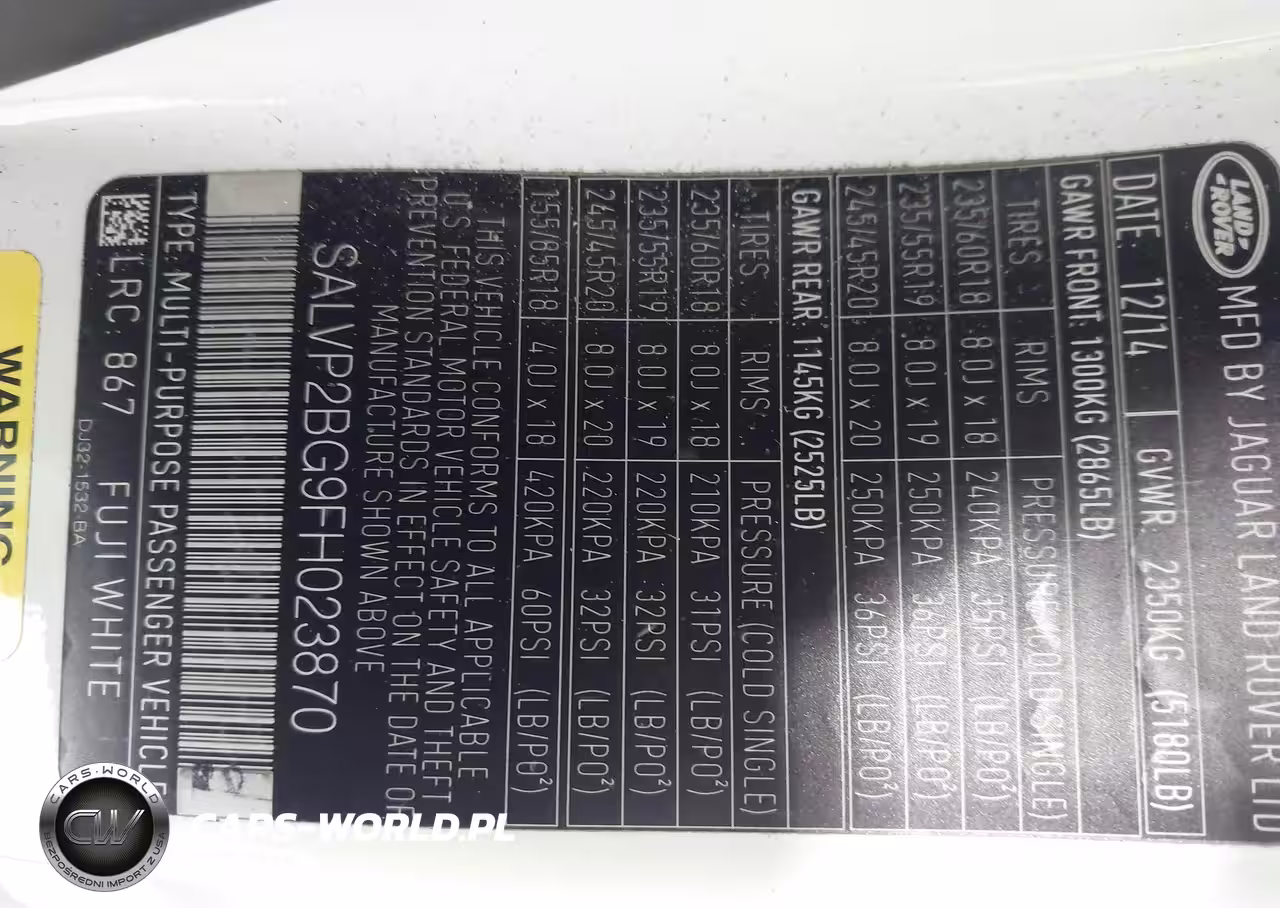 LAND-
-ROVER
MFD BY JAGUAR LAND ROVER LTD
DATE: 12/14 GVWR 2350KG (5180LB)
GAWR FRONT: 1300KG (2865LB)
TIRES RIMS PRESSURE (COLD SINGLE)
235/60R18 8.0J x 18 240KPA 35PSI (LB/PO²)
235/55R19 8.0J x 19 250KPA 36PSI (LB/PO²)
245/45R20 8.0J x 20 250KPA 36PSI (LB/PO²)
GAWR REAR: 1145KG (2525LB)
TIRES RIMS PRESSURE (COLD SINGLE)
235/60R18 8.0J x 18 210KPA 31PSI (LB/PO²)
235/55R19 8.0J x 19 220KPA 32PSI (LB/PO²)
245/45R20 8.0J x 20 220KPA 32PSI (LB/PO²)
155/85R18 4.0J x 18 420KPA 60PSI (LB/PO²)
THIS VEHICLE CONFORMS TO ALL APPLICABLE
U.S. FEDERAL MOTOR VEHICLE SAFETY AND THEFT
PREVENTION STANDARDS IN EFFECT ON THE DATE OF
MANUFACTURE SHOWN ABOVE
SALVP2BG9FH023870
TYPE: MULTI-PURPOSE PASSENGER VEHICLE
LRC: 867 FUJI WHITE
DJ32-1532-BA
WARNING
CARS-WORLD
CW
BEZPOŚREDNI IMPORT Z USA
CARS-WORLD.PL